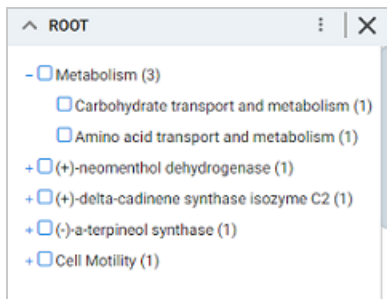 ROOT
Metabolism (3)
Carbohydrate transport and metabolism (1)
Amino acid transport and metabolism (1)
(+)-neomenthol dehydrogenase (1)
(+)-delta-cadinene synthase isozyme C2 (1)
(-)-a-terpineol synthase (1)
Cell Motility (1)